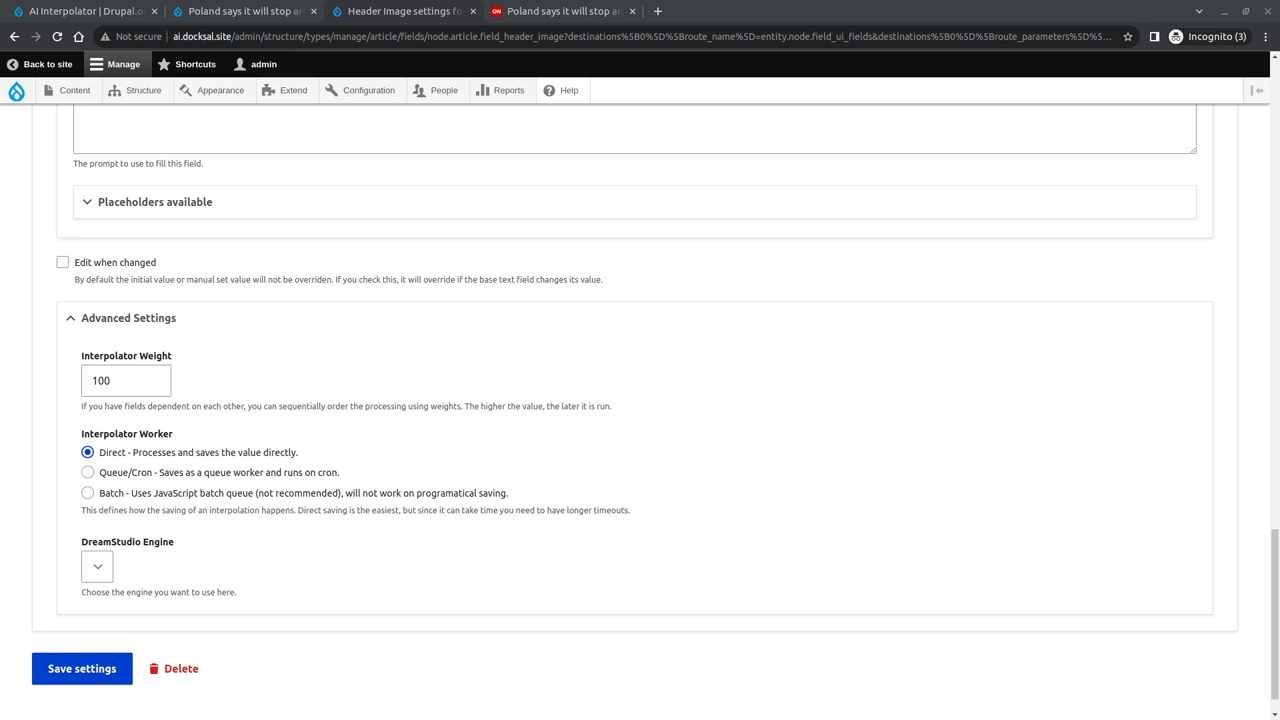 AI Interpolator | Drupal.or
Poland says it will stop ar
Header Image settings fo
Poland says it will stop ar
Not secure
ai.docksal.site/admin/structure/types/manage/article/fields/node.article.field_header_image?destinations%5B0%5D%5Broute_name%5D=entity.node.field_ui_fields&destinations%5B0%5D%5Broute_parameters%5D%5...
Incognito (3)
Back to site
Manage
Shortcuts
admin
Content
Structure
Appearance
Extend
Configuration
People
Reports
Help
The prompt to use to fill this field.
Placeholders available
Edit when changed
By default the initial value or manual set value will not be overriden. If you check this, it will override if the base text field changes its value.
Advanced Settings
Interpolator Weight
100
If you have fields dependent on each other, you can sequentially order the processing using weights. The higher the value, the later it is run.
Interpolator Worker
Direct - Processes and saves the value directly.
Queue/Cron - Saves as a queue worker and runs on cron.
Batch - Uses JavaScript batch queue (not recommended), will not work on programatical saving.
This defines how the saving of an interpolation happens. Direct saving is the easiest, but since it can take time you need to have longer timeouts.
DreamStudio Engine
Choose the engine you want to use here.
Save settings
Delete